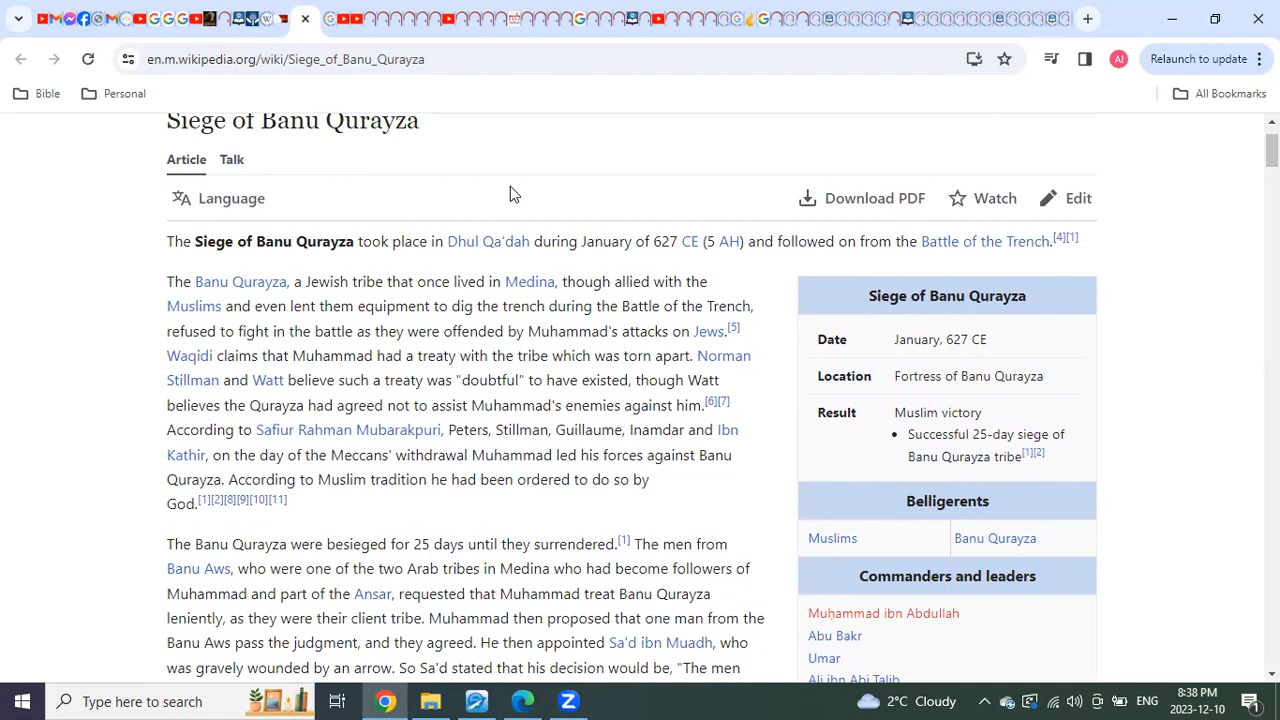 en.m.wikipedia.org/wiki/Siege_of_Banu_Qurayza
AI
Relaunch to update
Bible
Personal
All Bookmarks
Siege of Banu Qurayza
Article Talk
Language
Download PDF
Watch
Edit
The Siege of Banu Qurayza took place in Dhul Qa'dah during January of 627 CE (5 AH) and followed on from the Battle of the Trench.[4][1]
The Banu Qurayza, a Jewish tribe that once lived in Medina, though allied with the
Muslims and even lent them equipment to dig the trench during the Battle of the Trench,
refused to fight in the battle as they were offended by Muhammad's attacks on Jews.[5]
Waqidi claims that Muhammad had a treaty with the tribe which was torn apart. Norman
Stillman and Watt believe such a treaty was "doubtful" to have existed, though Watt
believes the Qurayza had agreed not to assist Muhammad's enemies against him.[6][7]
According to Safiur Rahman Mubarakpuri, Peters, Stillman, Guillaume, Inamdar and Ibn
Kathir, on the day of the Meccans' withdrawal Muhammad led his forces against Banu
Qurayza. According to Muslim tradition he had been ordered to do so by
God.[1][2][8][9][10][11]
The Banu Qurayza were besieged for 25 days until they surrendered.[1] The men from
Banu Aws, who were one of the two Arab tribes in Medina who had become followers of
Muhammad and part of the Ansar, requested that Muhammad treat Banu Qurayza
leniently, as they were their client tribe. Muhammad then proposed that one man from the
Banu Aws pass the judgment, and they agreed. He then appointed Sa'd ibn Muadh, who
was gravely wounded by an arrow. So Sa'd stated that his decision would be, "The men
Siege of Banu Qurayza
Date January, 627 CE
Location Fortress of Banu Qurayza
Result Muslim victory
• Successful 25-day siege of
Banu Qurayza tribe[1][2]
Belligerents
Muslims Banu Qurayza
Commanders and leaders
Muḥammad ibn Abdullah
Abu Bakr
Umar
Ali ibn Abi Talib
Type here to search
2°C Cloudy
ENG
8:38 PM
2023-12-10
1